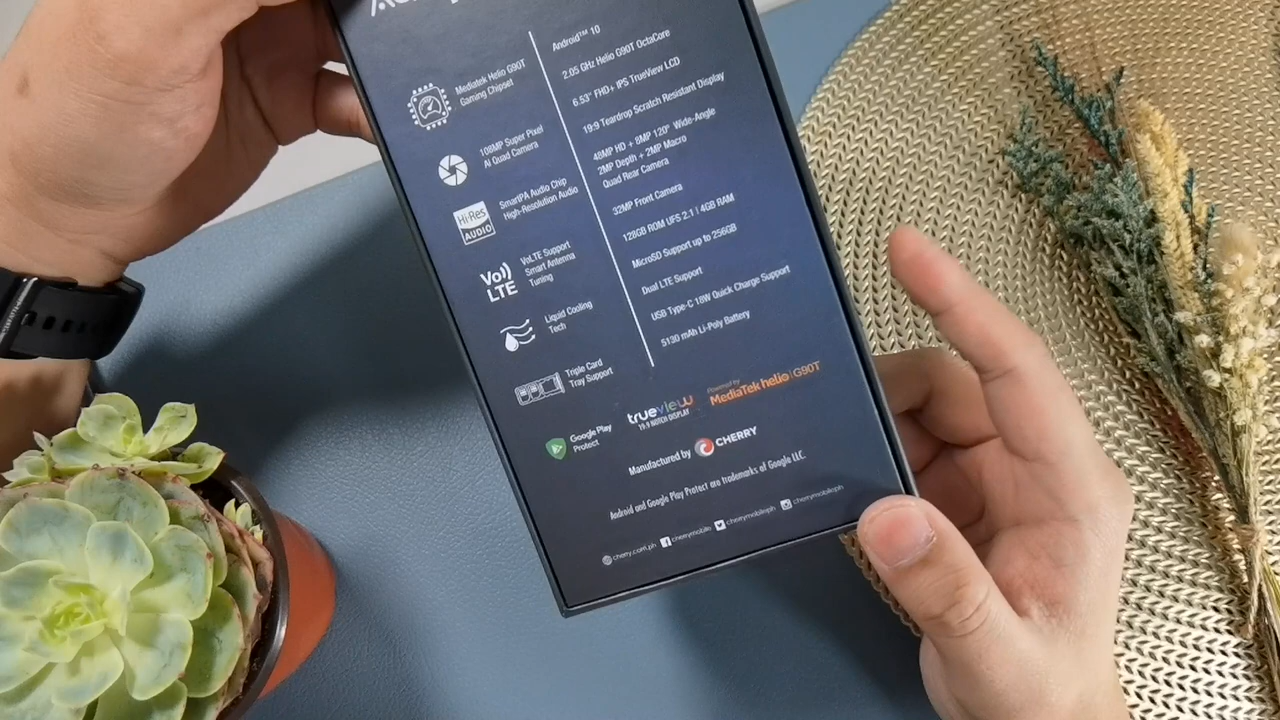 Mediatek Helio G90T
Gaming Chipset
108MP Super Pixel
AI Quad Camera
Hi-Res
AUDIO
SmartPA Audio Chip
High-Resolution Audio
Vo))
LTE
VoLTE Support
Smart Antenna
Tuning
Liquid Cooling
Tech
Triple Card
Tray Support
Android™ 10
2.05 GHz Helio G90T OctaCore
6.53" FHD+ IPS TrueView LCD
19:9 Teardrop Scratch Resistant Display
48MP HD + 8MP 120° Wide-Angle
2MP Depth + 2MP Macro
Quad Rear Camera
32MP Front Camera
128GB ROM UFS 2.1 | 4GB RAM
MicroSD Support up to 256GB
Dual LTE Support
USB Type-C 18W Quick Charge Support
5130 mAh Li-Poly Battery
Google Play
Protect
trueview
19:9 NOTCH DISPLAY
Powered by
MediaTek helio G90T
Manufactured by CHERRY
Android and Google Play Protect are trademarks of Google LLC.
cherry.com.ph cherrymobile cherrymobileph cherrymobileph